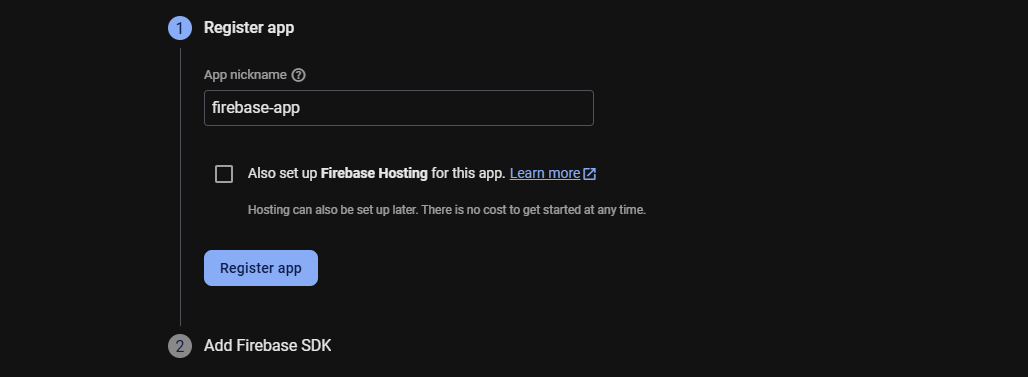 1 Register app
App nickname ?
firebase-app
Also set up Firebase Hosting for this app. Learn more
Hosting can also be set up later. There is no cost to get started at any time.
Register app
2 Add Firebase SDK